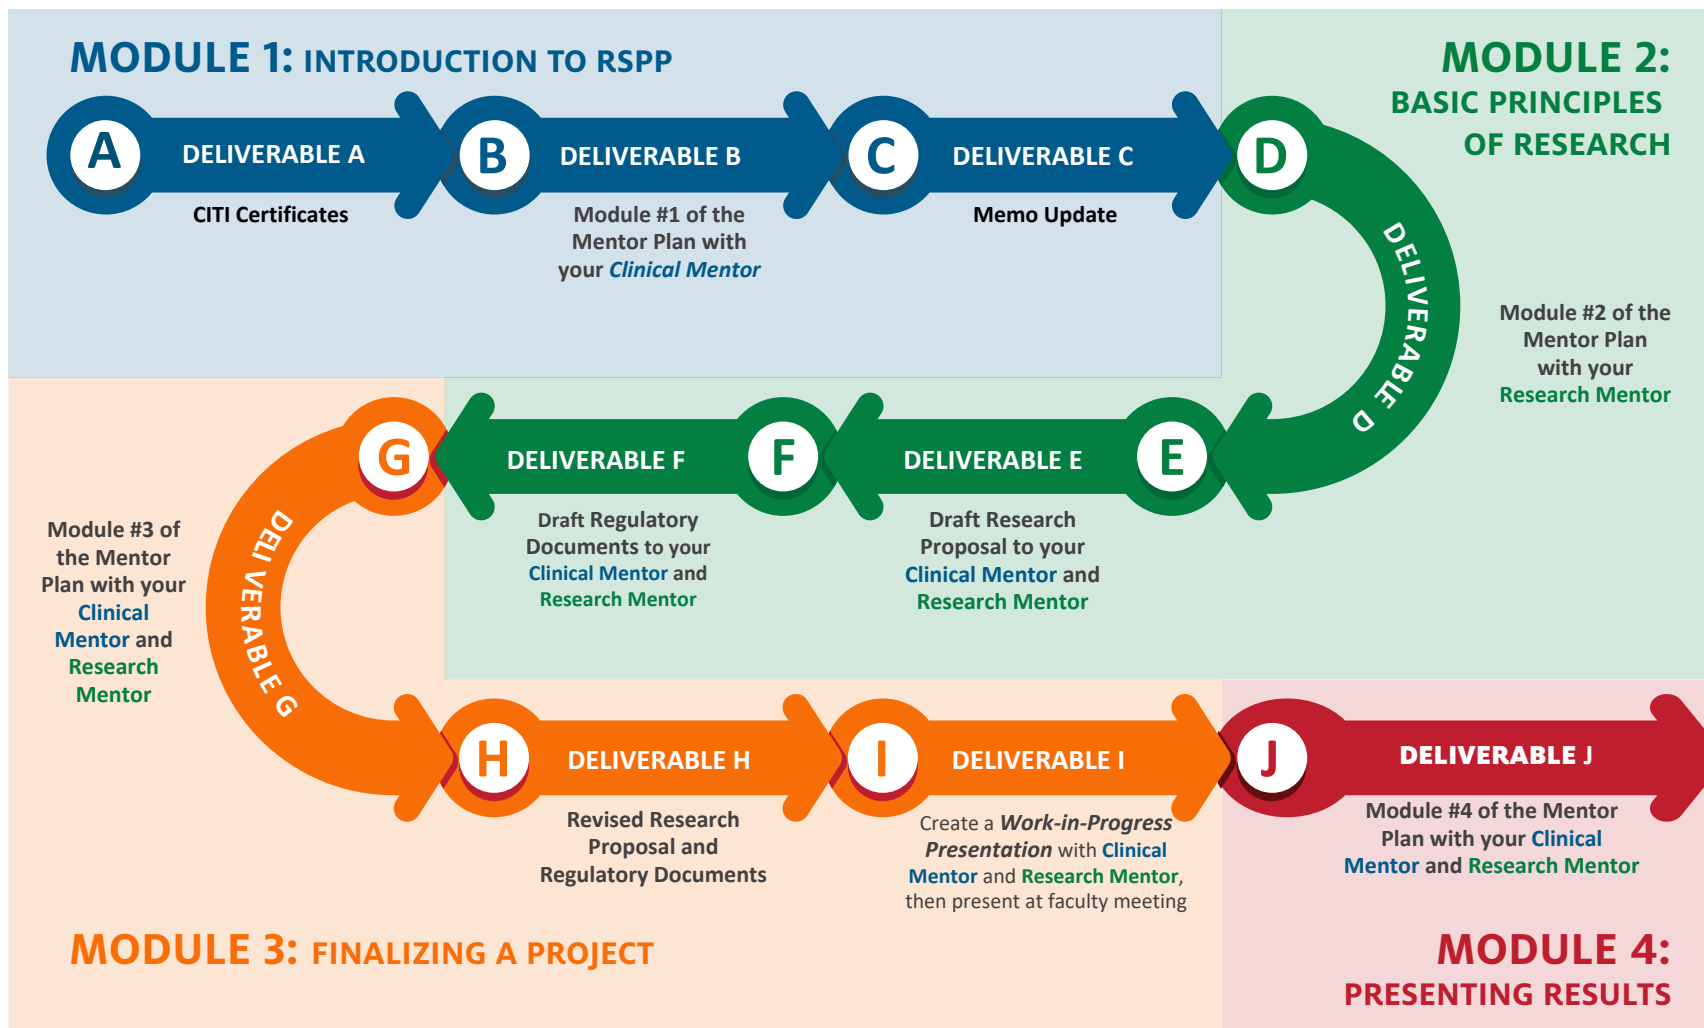 MODULE 1: INTRODUCTION TO RSPP
A
DELIVERABLE A
CITI Certificates
B
DELIVERABLE B
Module #1 of the
Mentor Plan with
your Clinical Mentor
C
DELIVERABLE C
Memo Update
MODULE 2:
BASIC PRINCIPLES
OF RESEARCH
D
DELIVERABLE D
Module #2 of the
Mentor Plan
with your
Research Mentor
E
DELIVERABLE E
Draft Research
Proposal to your
Clinical Mentor and
Research Mentor
F
DELIVERABLE F
Draft Regulatory
Documents to your
Clinical Mentor and
Research Mentor
G
DELI VERABLE G
Module #3 of
the Mentor
Plan with your
Clinical
Mentor and
Research
Mentor
H
DELIVERABLE H
Revised Research
Proposal and
Regulatory Documents
I
DELIVERABLE I
Create a Work-in-Progress
Presentation with Clinical
Mentor and Research Mentor,
then present at faculty meeting
MODULE 3: FINALIZING A PROJECT
J
DELIVERABLE J
Module #4 of the Mentor
Plan with your Clinical
Mentor and Research Mentor
MODULE 4:
PRESENTING RESULTS